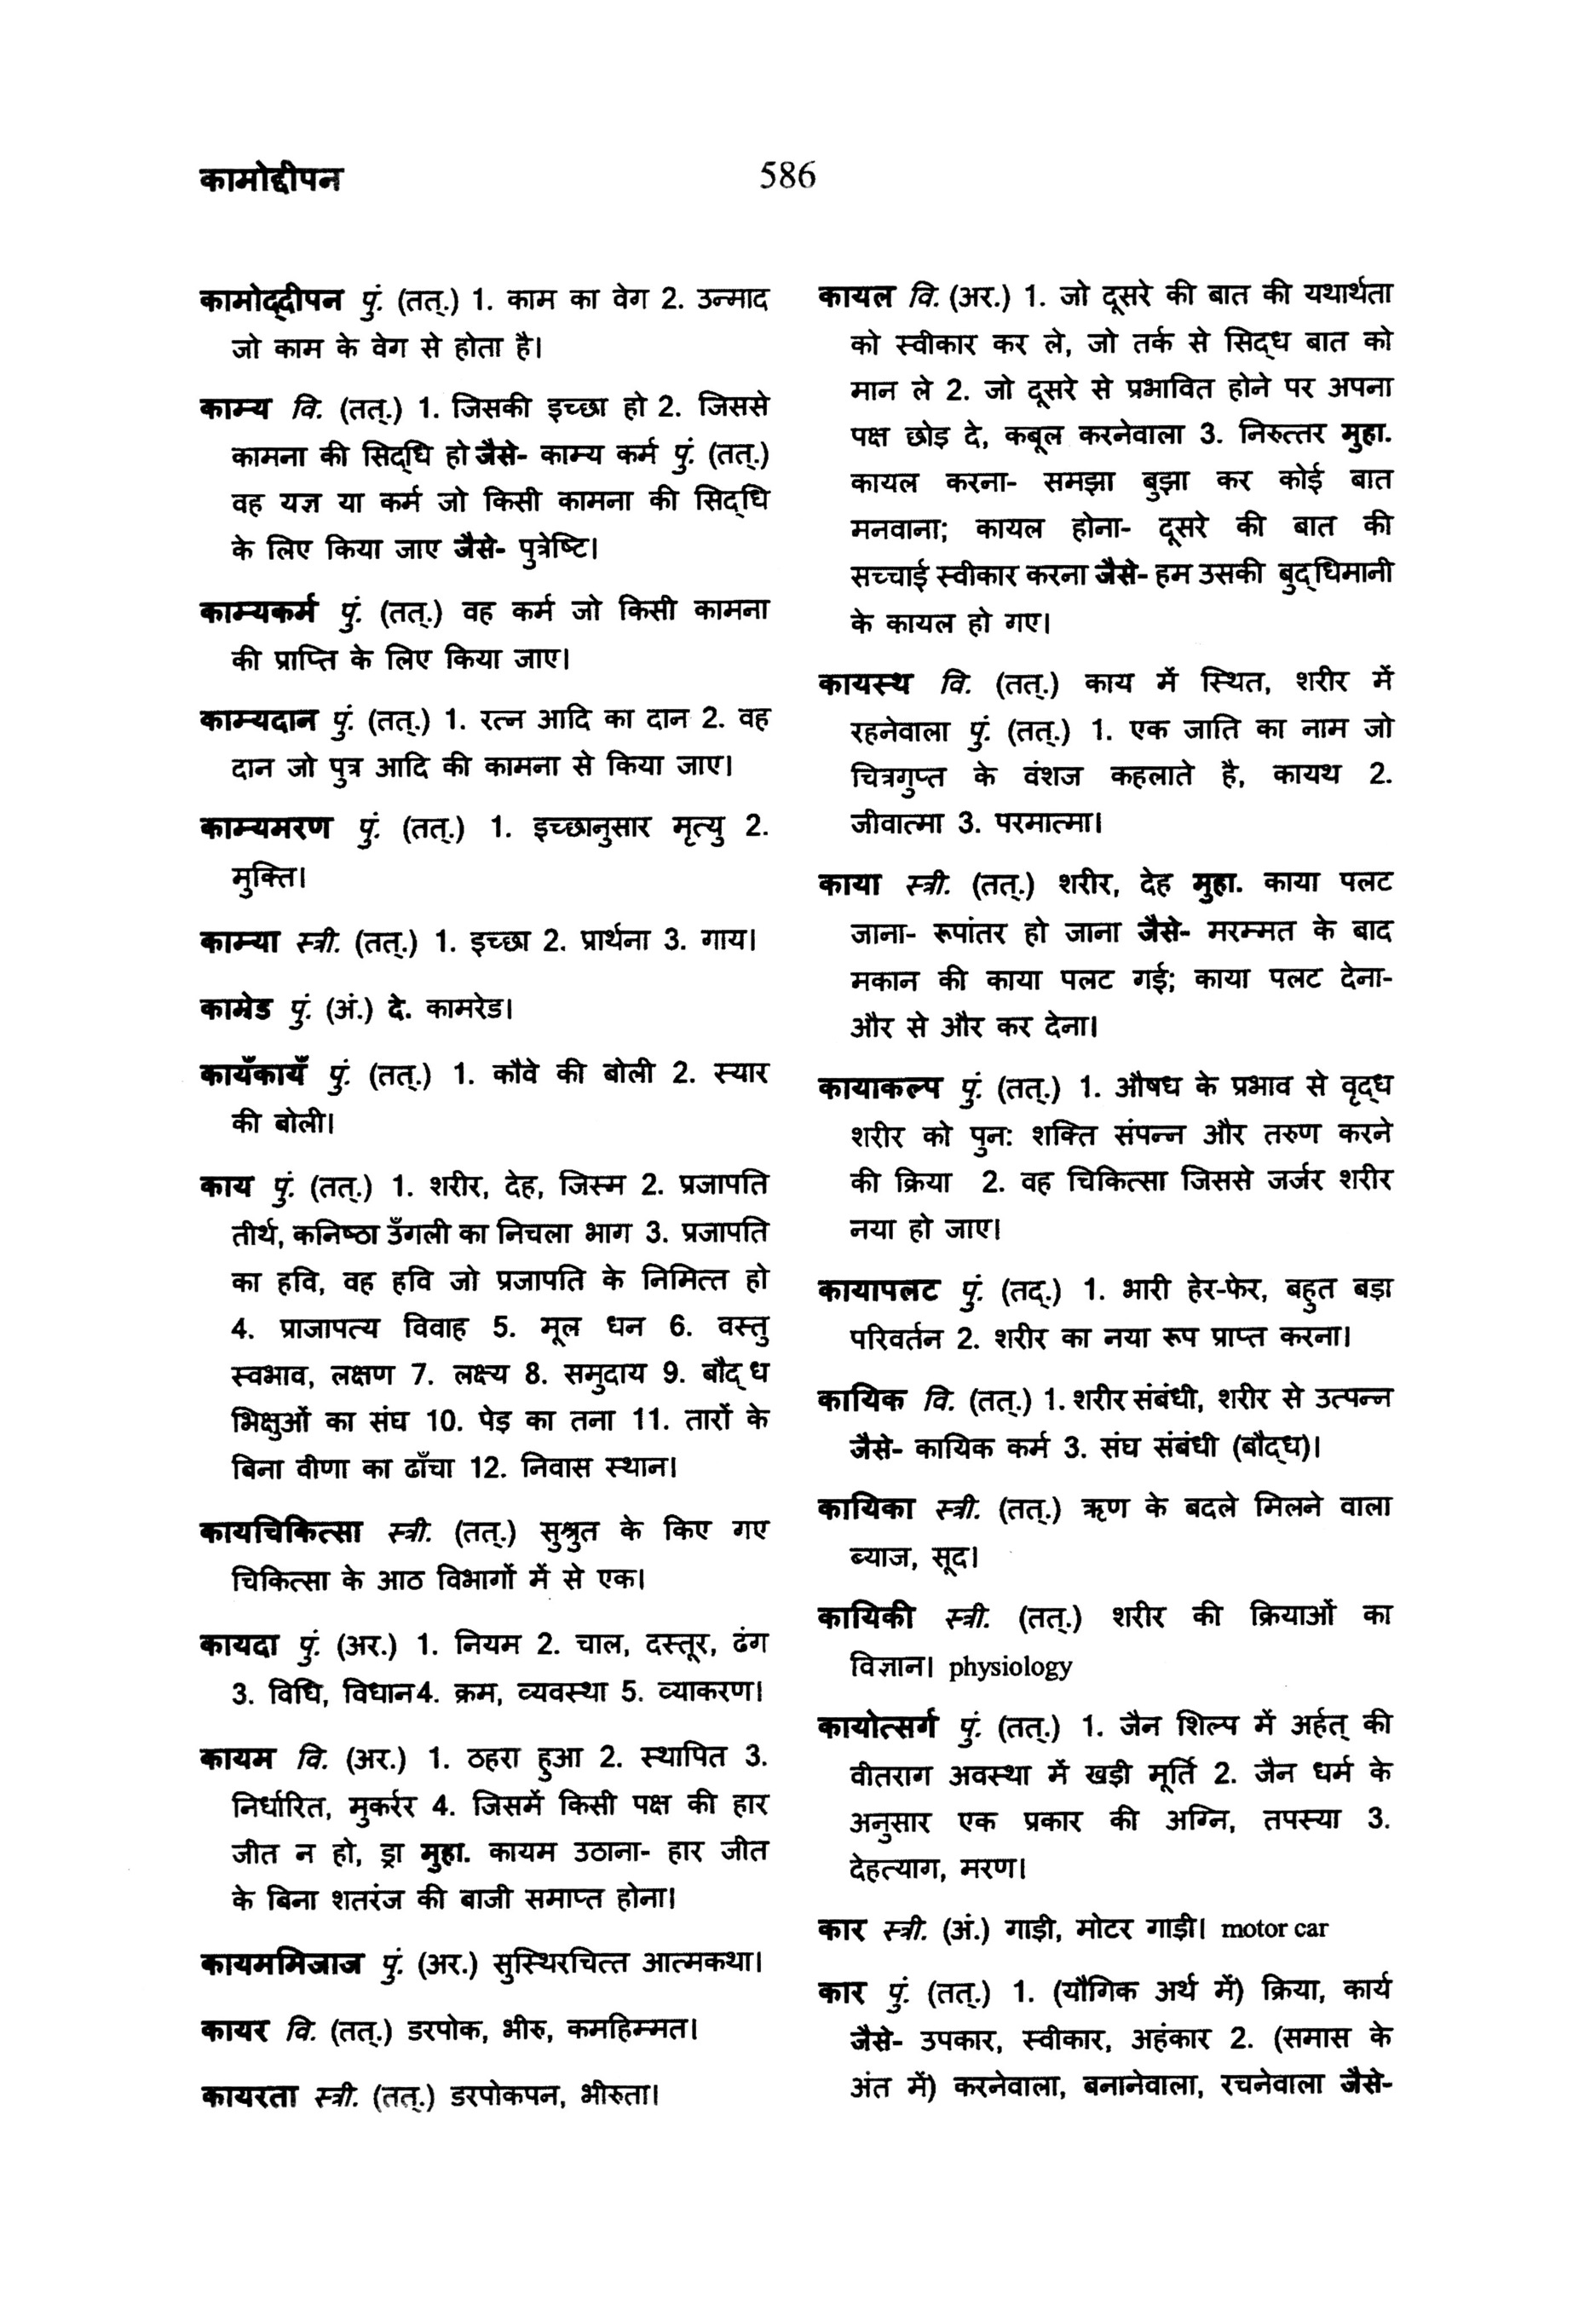 कामोद्दीपन
586
कामोद्‌दीपन पुं. (तत्.) 1. काम का वेग 2. उन्माद
जो काम के वेग से होता है।
काम्य वि. (तत्.) 1. जिसकी इच्छा हो 2. जिससे
कामना की सिद्‌धि हो जैसे- काम्य कर्म पुं. (तत्.)
वह यज्ञ या कर्म जो किसी कामना की सिद्‌धि
के लिए किया जाए जैसे- पुत्रेष्टि।
काम्यकर्म पुं. (तत्.) वह कर्म जो किसी कामना
की प्राप्ति के लिए किया जाए।
काम्यदान पुं. (तत्.) 1. रत्न आदि का दान 2. वह
दान जो पुत्र आदि की कामना से किया जाए।
काम्यमरण पुं. (तत्.) 1. इच्छानुसार मृत्यु 2.
मुक्ति।
काम्या स्त्री. (तत्.) 1. इच्छा 2. प्रार्थना 3. गाय।
काम्रेड पुं. (अं.) दे. कामरेड।
कायँकायँ पुं. (तत्.) 1. कौवे की बोली 2. स्यार
की बोली।
काय पुं. (तत्.) 1. शरीर, देह, जिस्म 2. प्रजापति
तीर्थ, कनिष्ठा उँगली का निचला भाग 3. प्रजापति
का हवि, वह हवि जो प्रजापति के निमित्त हो
4. प्राजापत्य विवाह 5. मूल धन 6. वस्तु
स्वभाव, लक्षण 7. लक्ष्य 8. समुदाय 9. बौद्‌ध
भिक्षुओं का संघ 10. पेड़ का तना 11. तारों के
बिना वीणा का ढाँचा 12. निवास स्थान।
कायचिकित्सा स्त्री. (तत्.) सुश्रुत के किए गए
चिकित्सा के आठ विभागों में से एक।
कायदा पुं. (अर.) 1. नियम 2. चाल, दस्तूर, ढंग
3. विधि, विधान4. क्रम, व्यवस्था 5. व्याकरण।
कायम वि. (अर.) 1. ठहरा हुआ 2. स्थापित 3.
निर्धारित, मुकर्रर 4. जिसमें किसी पक्ष की हार
जीत न हो, ड्रा मुहा. कायम उठाना- हार जीत
के बिना शतरंज की बाजी समाप्त होना।
कायममिजाज पुं. (अर.) सुस्थिरचित्त आत्मकथा।
कायर वि. (तत्.) डरपोक, भीरु, कमहिम्मत।
कायरता स्त्री. (तत्.) डरपोकपन, भीरुता।
कायल वि. (अर.) 1. जो दूसरे की बात की यथार्थता
को स्वीकार कर ले, जो तर्क से सिद्‌ध बात को
मान ले 2. जो दूसरे से प्रभावित होने पर अपना
पक्ष छोड़ दे, कबूल करनेवाला 3. निरुत्तर मुहा.
कायल करना- समझा बुझा कर कोई बात
मनवाना; कायल होना- दूसरे की बात की
सच्चाई स्वीकार करना जैसे- हम उसकी बुद्‌धिमानी
के कायल हो गए।
कायस्थ वि. (तत्.) काय में स्थित, शरीर में
रहनेवाला पुं. (तत्.) 1. एक जाति का नाम जो
चित्रगुप्त के वंशज कहलाते है, कायथ 2.
जीवात्मा 3. परमात्मा।
काया स्त्री. (तत्.) शरीर, देह मुहा. काया पलट
जाना- रूपांतर हो जाना जैसे- मरम्मत के बाद
मकान की काया पलट गई; काया पलट देना-
और से और कर देना।
कायाकल्प पुं. (तत्.) 1. औषध के प्रभाव से वृद्‌ध
शरीर को पुन: शक्ति संपन्न और तरुण करने
की क्रिया 2. वह चिकित्सा जिससे जर्जर शरीर
नया हो जाए।
कायापलट पुं. (तद्.) 1. भारी हेर-फेर, बहुत बड़ा
परिवर्तन 2. शरीर का नया रूप प्राप्त करना।
कायिक वि. (तत्.) 1. शरीर संबंधी, शरीर से उत्पन्न
जैसे- कायिक कर्म 3. संघ संबंधी (बौद्‌ध)।
कायिका स्त्री. (तत्.) ऋण के बदले मिलने वाला
ब्याज, सूद।
कायिकी स्त्री. (तत्.) शरीर की क्रियाओं का
विज्ञान। physiology
कायोत्सर्ग पुं. (तत्.) 1. जैन शिल्प में अर्हत् की
वीतराग अवस्था में खड़ी मूर्ति 2. जैन धर्म के
अनुसार एक प्रकार की अग्नि, तपस्या 3.
देहत्याग, मरण।
कार स्त्री. (अं.) गाड़ी, मोटर गाड़ी। motor car
कार पुं. (तत्.) 1. (यौगिक अर्थ में) क्रिया, कार्य
जैसे- उपकार, स्वीकार, अहंकार 2. (समास के
अंत में) करनेवाला, बनानेवाला, रचनेवाला जैसे-